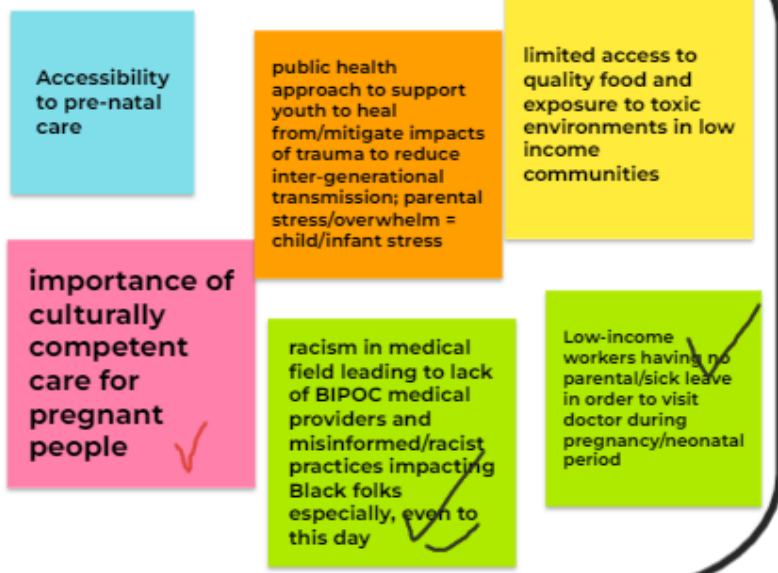 Accessibility
to pre-natal
care
public health
approach to support
youth to heal
from/mitigate impacts
of trauma to reduce
inter-generational
transmission; parental
stress/overwhelm =
child/infant stress
limited access to
quality food and
exposure to toxic
environments in low
income
communities
importance of
culturally
competent
care for
pregnant
people
racism in medical
field leading to lack
of BIPOC medical
providers and
misinformed/racist
practices impacting
Black folks
especially, even to
this day
Low-income
workers having no
parental/sick leave
in order to visit
doctor during
pregnancy/neonatal
period